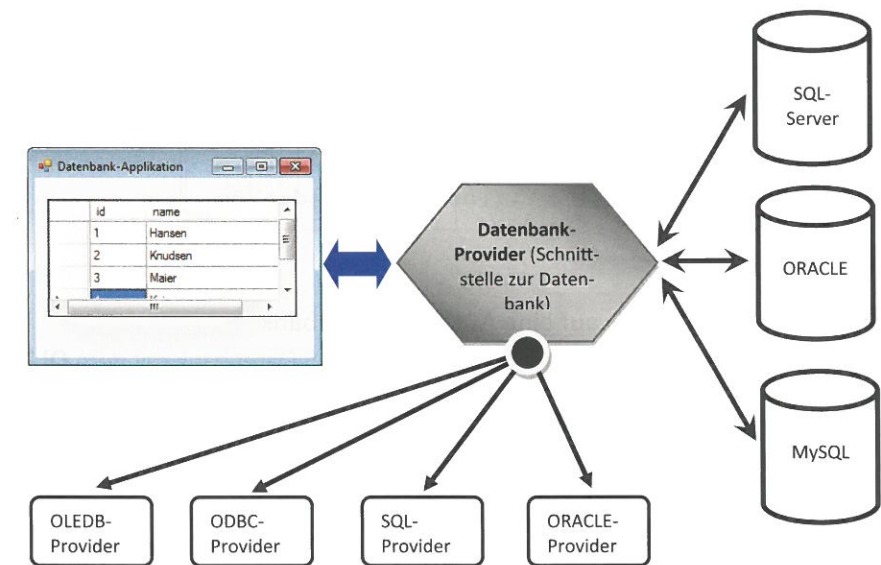 Datenbank-Applikation
id name
1 Hansen
2 Knudsen
3 Maier
Datenbank-
Provider (Schnitt-
stelle zur Daten-
bank)
SQL-
Server
ORACLE
MySQL
OLEDB-
Provider
ODBC-
Provider
SQL-
Provider
ORACLE-
Provider